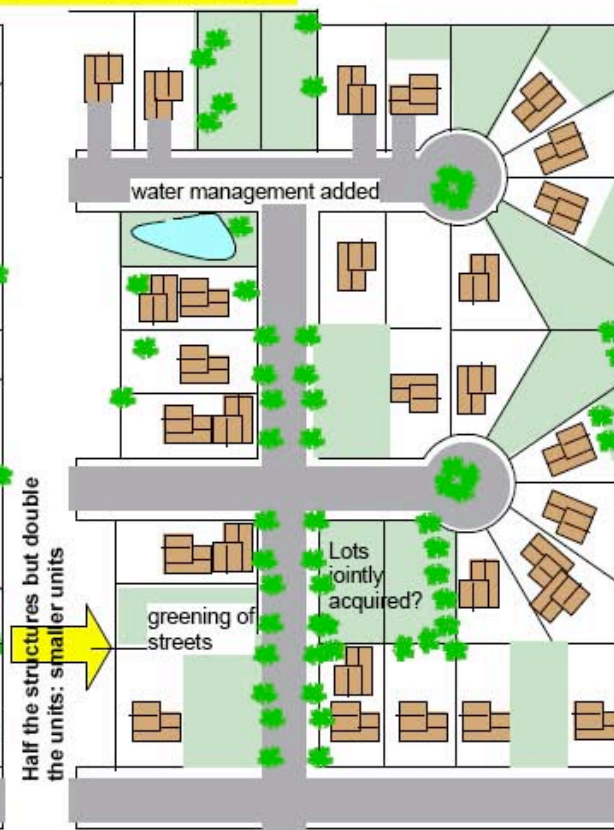 water management added
Lots
jointly
acquired?
greening of
streets
Half the structures but double
the units: smaller units